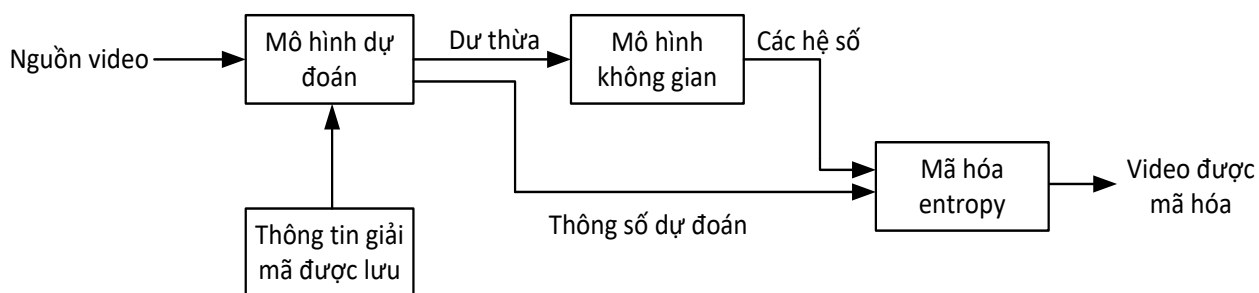 Nguồn video
Mô hình dự
đoán
Dư thừa
Mô hình
không gian
Các hệ số
Mã hóa
entropy
Video được
mã hóa
Thông số dự đoán
Thông tin giải
mã được lưu